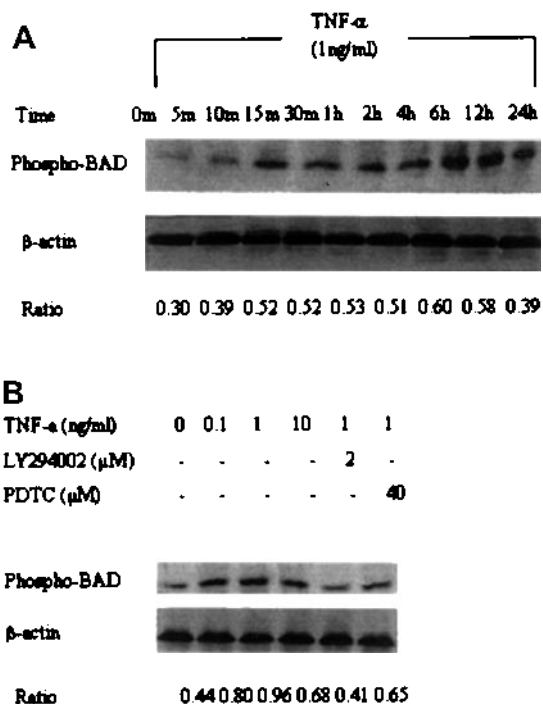 A
TNF-α
(1ng/ml)
Time 0m 5m 10m 15m 30m 1h 2h 4h 6h 12h 24h
Phospho-BAD
β-actin
Ratio 0.30 0.39 0.52 0.52 0.53 0.51 0.60 0.58 0.39
B
TNF-α (ng/ml) 0 0.1 1 10 1 1
LY294002 (μM) - - - - 2 -
PDTC (μM) - - - - - 40
Phospho-BAD
β-actin
Ratio 0.44 0.80 0.96 0.68 0.41 0.65